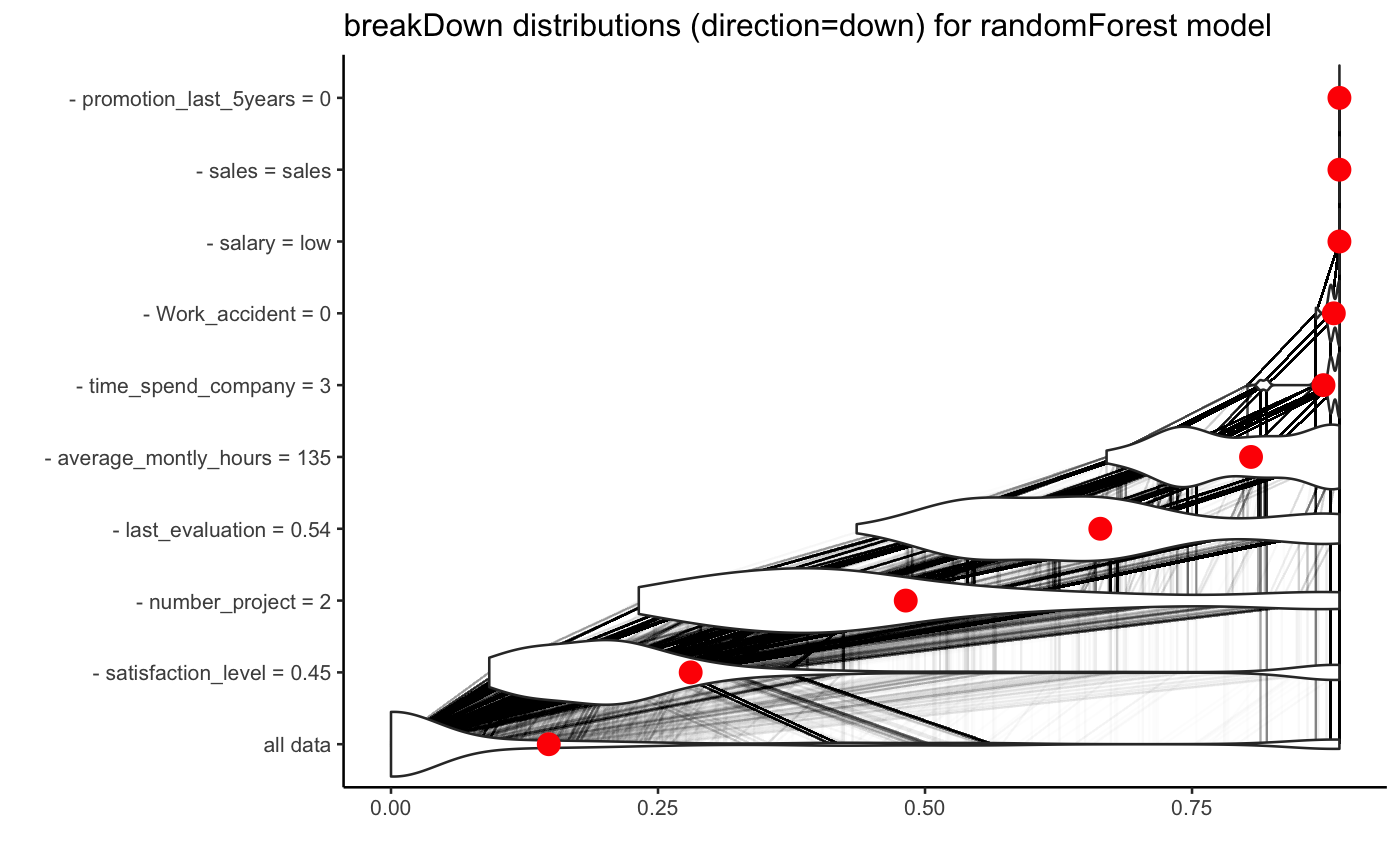 breakDown distributions (direction=down) for randomForest model
- promotion_last_5years = 0
- sales = sales
- salary = low
- Work_accident = 0
- time_spend_company = 3
- average_montly_hours = 135
- last_evaluation = 0.54
- number_project = 2
- satisfaction_level = 0.45
all data
0.00 0.25 0.50 0.75